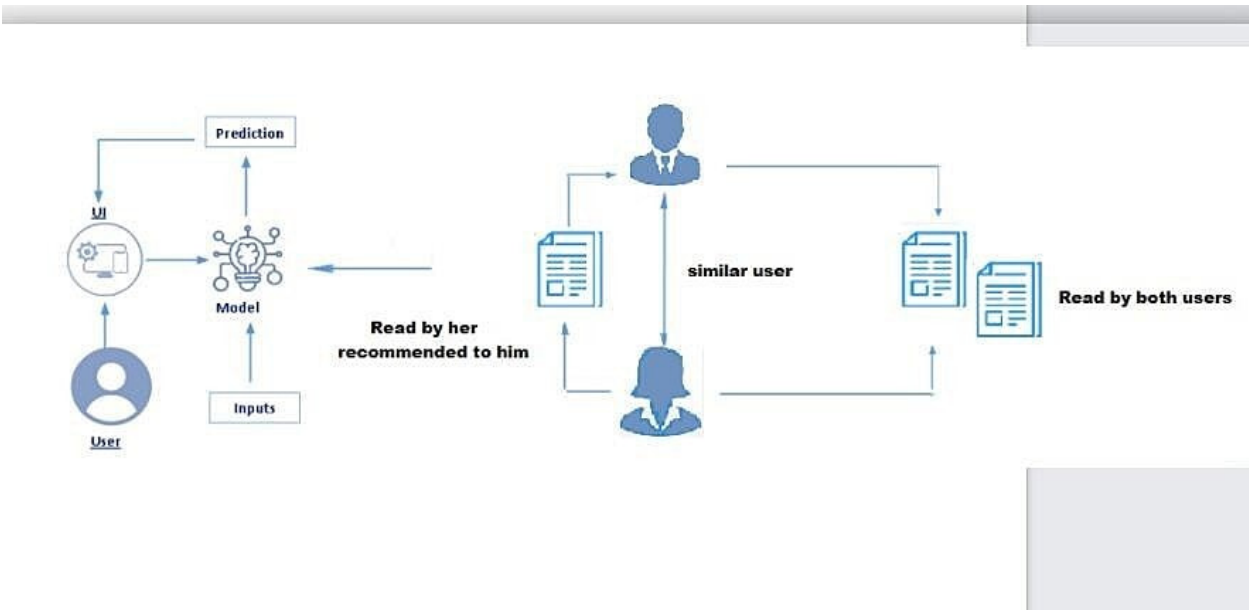 Prediction
UI
Model
Inputs
User
Read by her
recommended to him
similar user
Read by both users